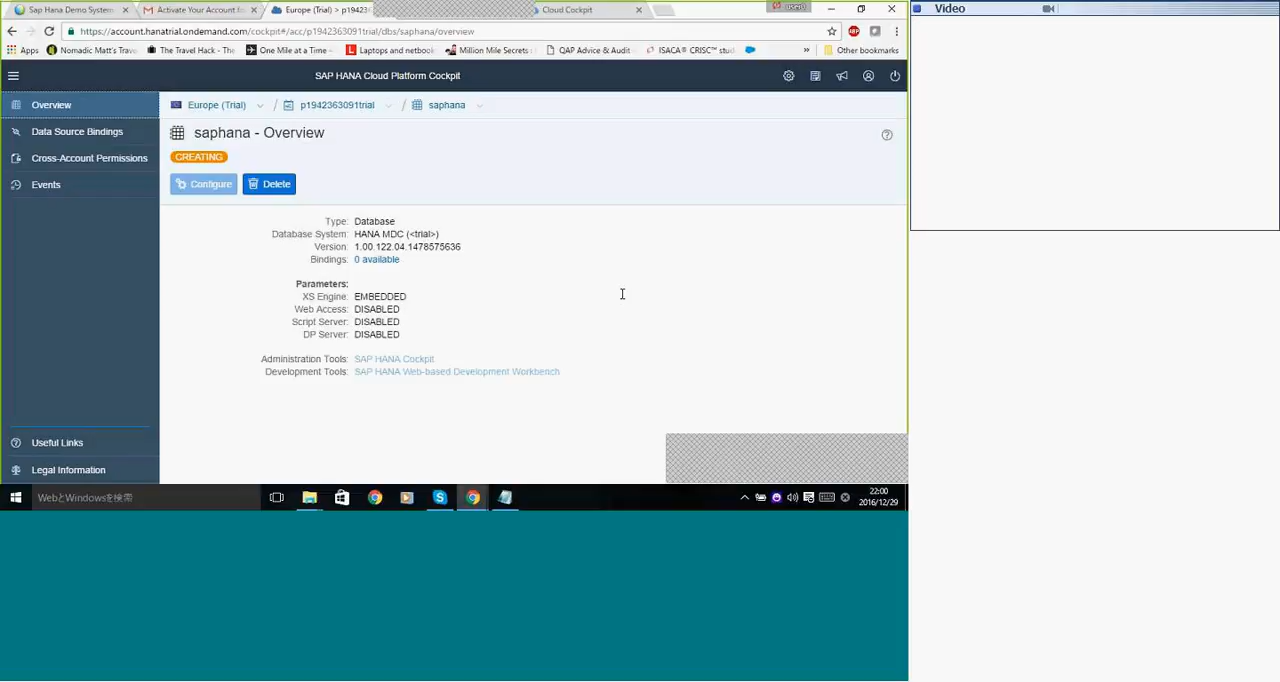 Sap Hana Demo System
Activate Your Account fo
Europe (Trial) > p19423
Cloud Cockpit
user0
Video
https://account.hanatrial.ondemand.com/cockpit#/acc/p1942363091trial/dbs/saphana/overview
Apps
Nomadic Matt's Trave
The Travel Hack - The
One Mile at a Time -
Laptops and netbook
Million Mile Secrets
QAP Advice & Audit
ISACA® CRISC™ stud
»
Other bookmarks
SAP HANA Cloud Platform Cockpit
Overview
Data Source Bindings
Cross-Account Permissions
Events
Useful Links
Legal Information
Europe (Trial) / p1942363091trial / saphana
saphana - Overview
CREATING
Configure
Delete
Type: Database
Database System: HANA MDC (<trial>)
Version: 1.00.122.04.1478575636
Bindings: 0 available
Parameters:
XS Engine: EMBEDDED
Web Access: DISABLED
Script Server: DISABLED
DP Server: DISABLED
Administration Tools: SAP HANA Cockpit
Development Tools: SAP HANA Web-based Development Workbench
WebとWindowsを検索
22:00
2016/12/29